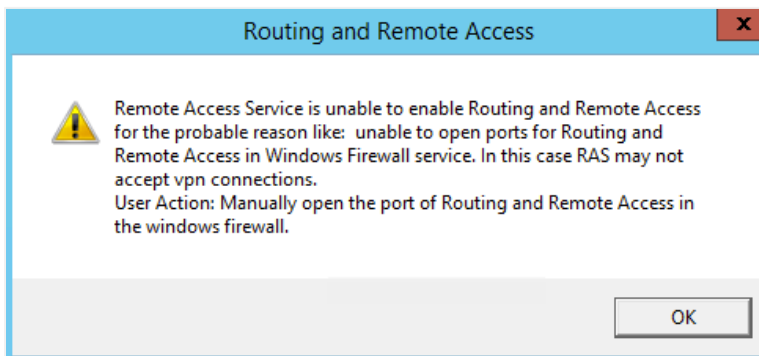 Routing and Remote Access
x
Remote Access Service is unable to enable Routing and Remote Access
for the probable reason like:  unable to open ports for Routing and
Remote Access in Windows Firewall service. In this case RAS may not
accept vpn connections.
User Action: Manually open the port of Routing and Remote Access in
the windows firewall.
OK